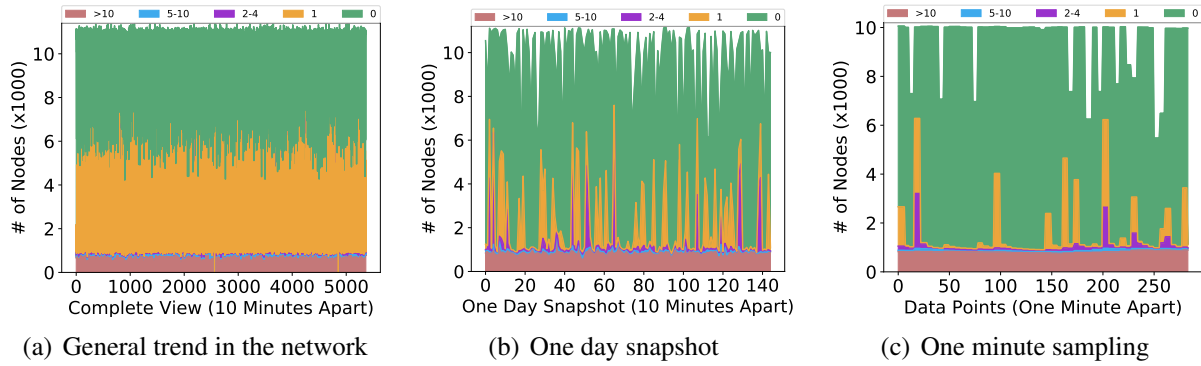 >10 5-10 2-4 1 0
# of Nodes (x1000)
10
8
6
4
2
0
0 1000 2000 3000 4000 5000
Complete View (10 Minutes Apart)
(a) General trend in the network
>10 5-10 2-4 1 0
# of Nodes (x1000)
10
8
6
4
2
0
0 20 40 60 80 100 120 140
One Day Snapshot (10 Minutes Apart)
(b) One day snapshot
>10 5-10 2-4 1 0
# of Nodes (x1000)
10
8
6
4
2
0
0 50 100 150 200 250
Data Points (One Minute Apart)
(c) One minute sampling